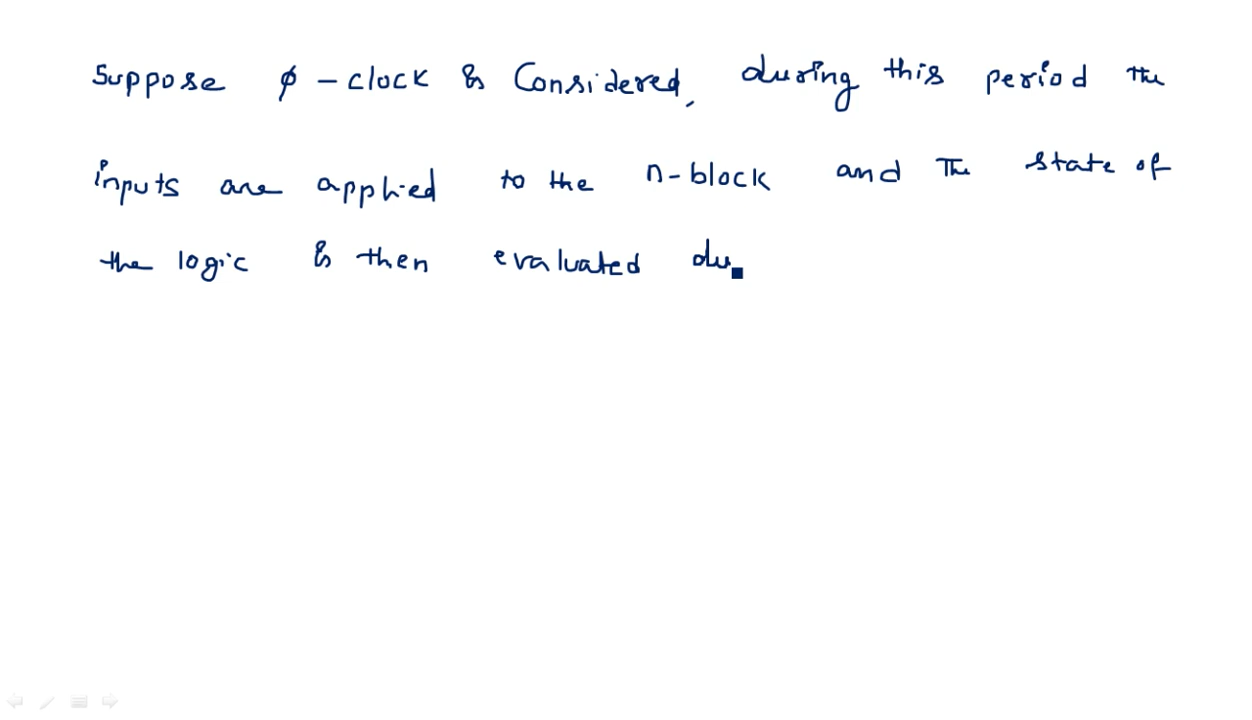 Suppose ϕ - clock is Considered, during this period the
inputs are applied to the n-block and The state of
the logic is then evaluated du